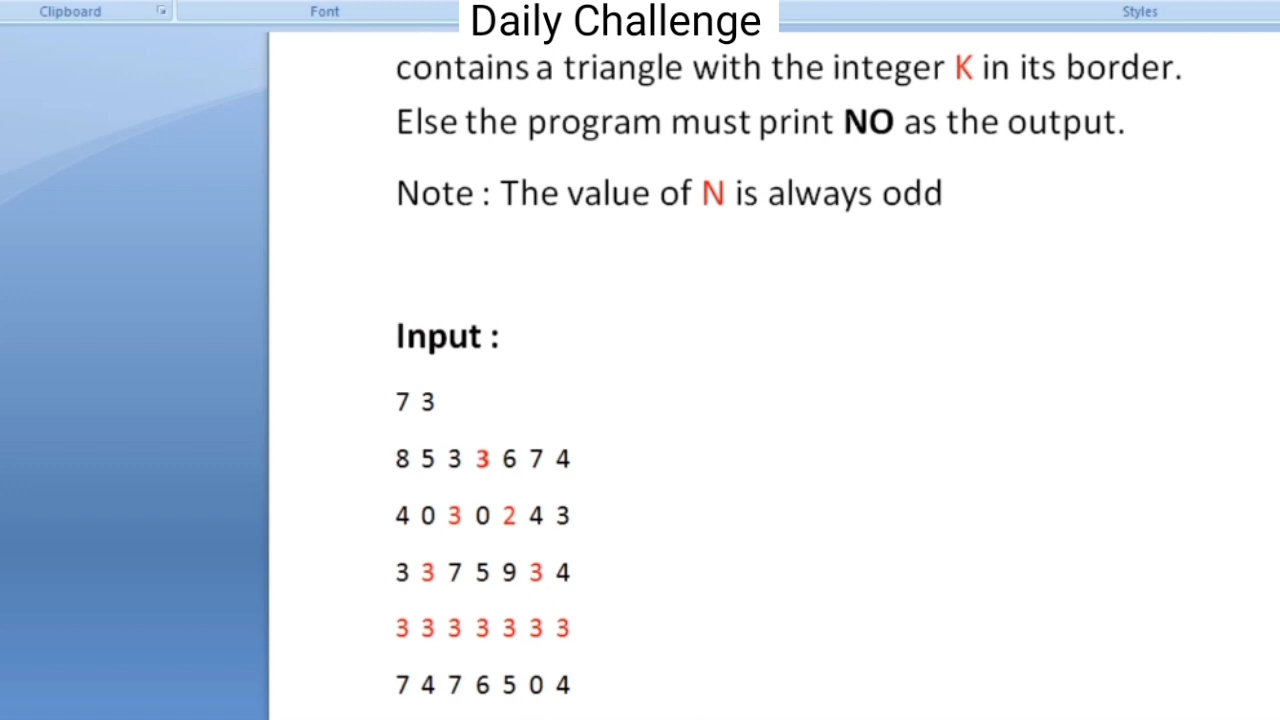 Clipboard Font Styles
Daily Challenge
contains a triangle with the integer K in its border.
Else the program must print NO as the output.
Note : The value of N is always odd
Input :
7 3
8 5 3 3 6 7 4
4 0 3 0 2 4 3
3 3 7 5 9 3 4
3 3 3 3 3 3 3
7 4 7 6 5 0 4